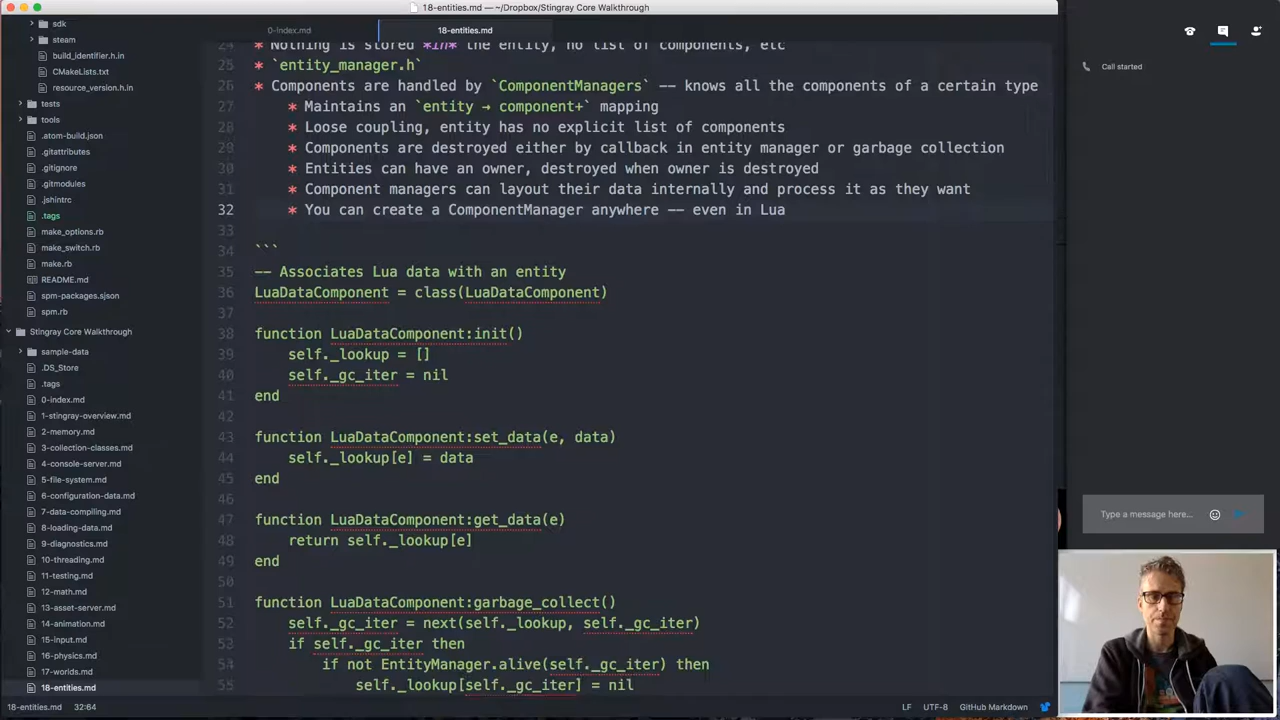 18-entities.md — ~/Dropbox/Stingray Core Walkthrough
0-index.md
18-entities.md
sdk
steam
build_identifier.h.in
CMakeLists.txt
resource_version.h.in
tests
tools
.atom-build.json
.gitattributes
.gitignore
.gitmodules
.jshintrc
.tags
make_options.rb
make_switch.rb
make.rb
README.md
spm-packages.sjson
spm.rb
Stingray Core Walkthrough
sample-data
.DS_Store
.tags
0-index.md
1-stingray-overview.md
2-memory.md
3-collection-classes.md
4-console-server.md
5-file-system.md
6-configuration-data.md
7-data-compiling.md
8-loading-data.md
9-diagnostics.md
10-threading.md
11-testing.md
12-math.md
13-asset-server.md
14-animation.md
15-input.md
16-physics.md
17-worlds.md
18-entities.md
24 * Nothing is stored *in* the entity, no list of components, etc
25 * `entity_manager.h`
26 * Components are handled by `ComponentManagers` -- knows all the components of a certain type
27 * Maintains an `entity → component+` mapping
28 * Loose coupling, entity has no explicit list of components
29 * Components are destroyed either by callback in entity manager or garbage collection
30 * Entities can have an owner, destroyed when owner is destroyed
31 * Component managers can layout their data internally and process it as they want
32 * You can create a ComponentManager anywhere -- even in Lua
33
34 ```
35 -- Associates Lua data with an entity
36 LuaDataComponent = class(LuaDataComponent)
37
38 function LuaDataComponent:init()
39 self._lookup = []
40 self._gc_iter = nil
41 end
42
43 function LuaDataComponent:set_data(e, data)
44 self._lookup[e] = data
45 end
46
47 function LuaDataComponent:get_data(e)
48 return self._lookup[e]
49 end
50
51 function LuaDataComponent:garbage_collect()
52 self._gc_iter = next(self._lookup, self._gc_iter)
53 if self._gc_iter then
54 if not EntityManager.alive(self._gc_iter) then
55 self._lookup[self._gc_iter] = nil
18-entities.md 32:64
LF UTF-8 GitHub Markdown
Call started
Type a message here...